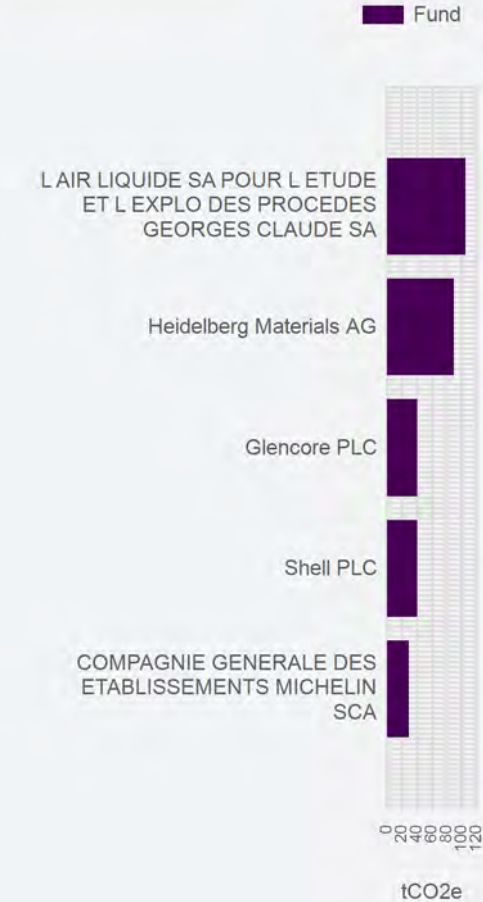 Fund
L AIR LIQUIDE SA POUR L ETUDE
ET L EXPLO DES PROCEDES
GEORGES CLAUDE SA
Heidelberg Materials AG
Glencore PLC
Shell PLC
COMPAGNIE GENERALE DES
ETABLISSEMENTS MICHELIN
SCA
0
20
40
60
80
100
120
tCO2e